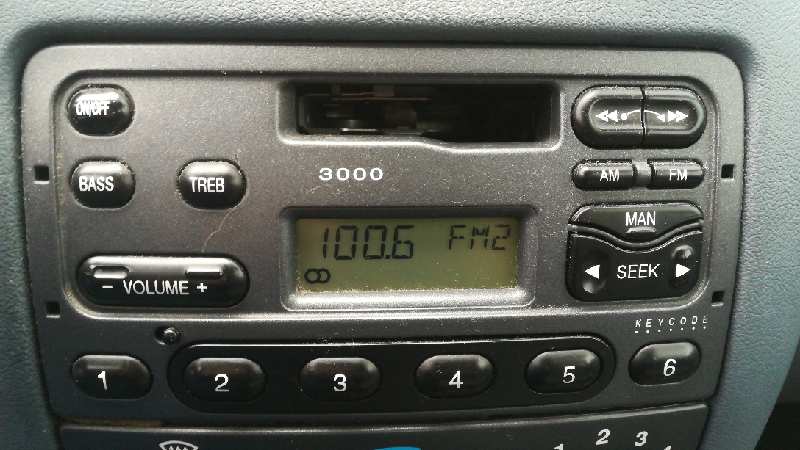 ON/OFF
BASS
TREB
3000
AM
FM
MAN
100.6 FM2
SEEK
- VOLUME +
KEYCODE
1 2 3 4 5 6
1 2 3